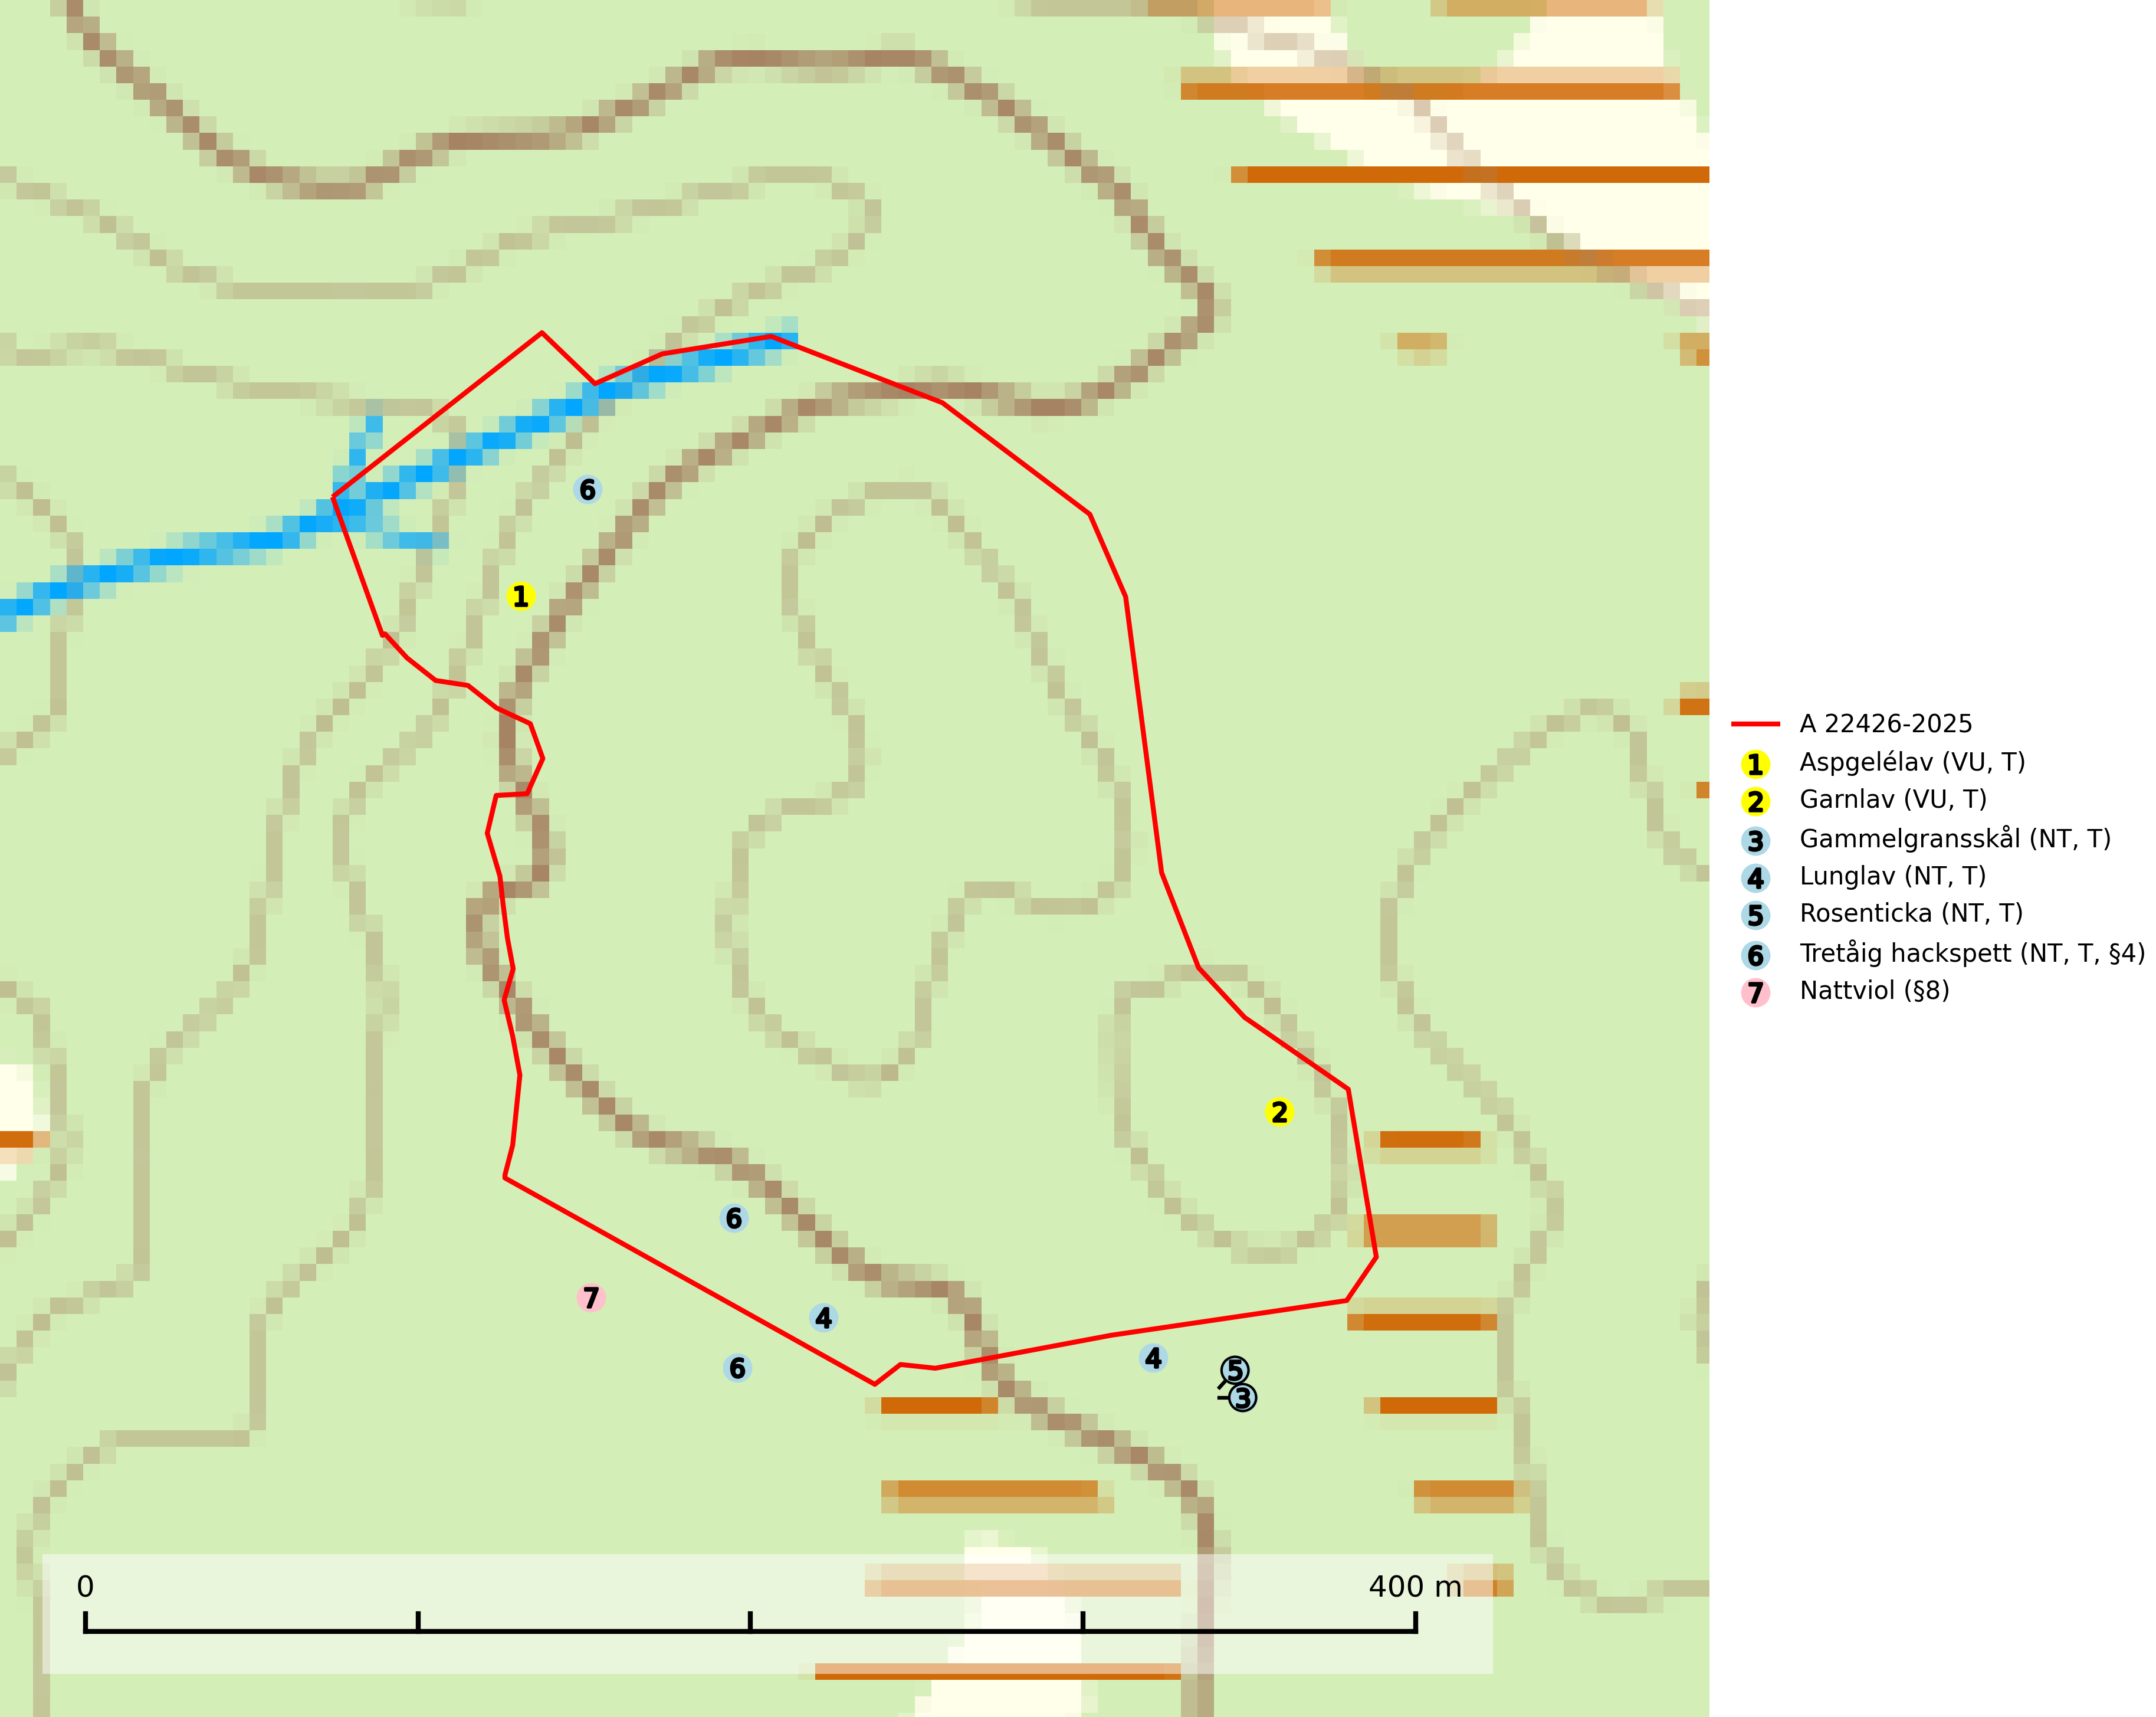 6
1
2
6
7
4
6
4
5
3
0
400 m
A 22426-2025
1 Aspgelélav (VU, T)
2 Garnlav (VU, T)
3 Gammelgransskål (NT, T)
4 Lunglav (NT, T)
5 Rosenticka (NT, T)
6 Tretåig hackspett (NT, T, §4)
7 Nattviol (§8)